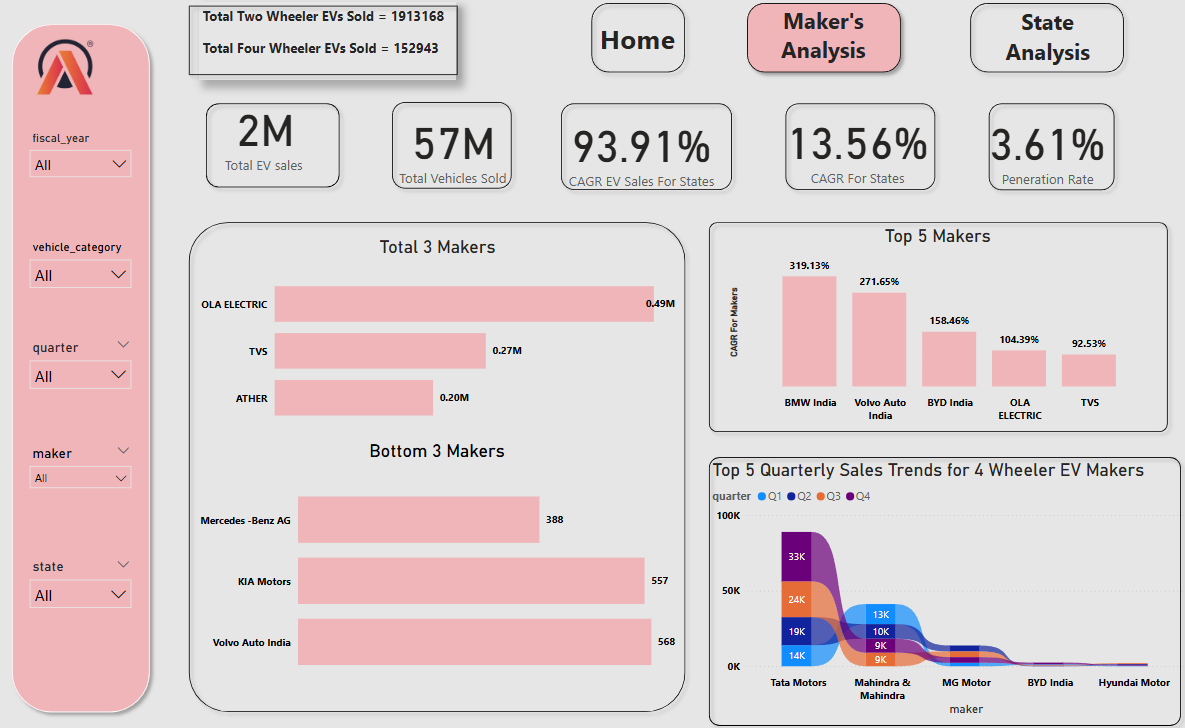 Total Two Wheeler EVs Sold = 1913168
Total Four Wheeler EVs Sold = 152943
Home
Maker's
Analysis
State
Analysis
®
fiscal_year
All
vehicle_category
All
quarter
All
maker
All
state
All
2M
Total EV sales
57M
Total Vehicles Sold
93.91%
CAGR EV Sales For States
13.56%
CAGR For States
3.61%
Peneration Rate
Total 3 Makers
OLA ELECTRIC
0.49M
TVS
0.27M
ATHER
0.20M
Bottom 3 Makers
Mercedes -Benz AG
388
KIA Motors
557
Volvo Auto India
568
Top 5 Makers
CAGR For Makers
319.13%
271.65%
158.46%
104.39%
92.53%
BMW India
Volvo Auto
India
BYD India
OLA
ELECTRIC
TVS
Top 5 Quarterly Sales Trends for 4 Wheeler EV Makers
quarter Q1 Q2 Q3 Q4
100K
50K
0K
33K
24K
19K
14K
13K
10K
9K
9K
Tata Motors
Mahindra &
Mahindra
MG Motor
BYD India
Hyundai Motor
maker